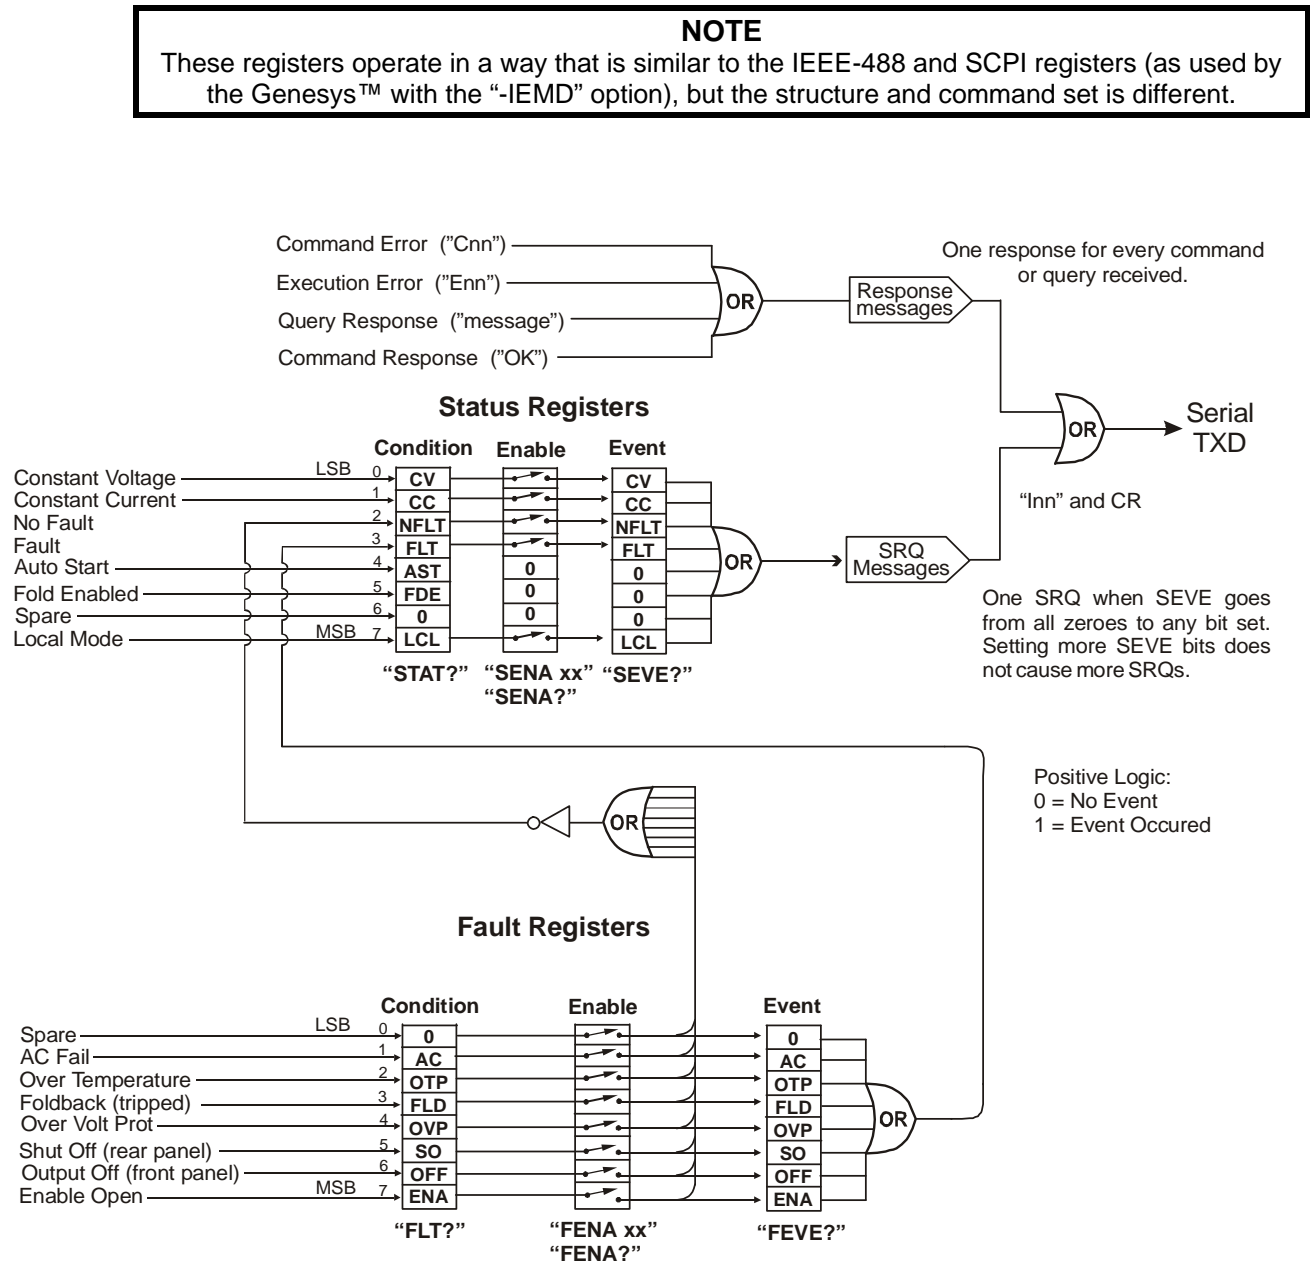 NOTE
These registers operate in a way that is similar to the IEEE-488 and SCPI registers (as used by
the Genesys™ with the “-IEMD” option), but the structure and command set is different.
Command Error (”Cnn”)
Execution Error (”Enn”)
Query Response (”message”)
Command Response (”OK”)
OR
Response
messages
One response for every command
or query received.
OR
Serial
TXD
“Inn” and CR
Status Registers
Condition
Enable
Event
Constant Voltage
LSB
0
CV
CV
Constant Current
1
CC
CC
No Fault
2
NFLT
NFLT
Fault
3
FLT
FLT
Auto Start
4
AST
0
0
Fold Enabled
5
FDE
0
0
Spare
6
0
0
0
Local Mode
MSB
7
LCL
LCL
OR
SRQ
Messages
“STAT?”
“SENA xx”
“SENA?”
“SEVE?”
One SRQ when SEVE goes
from all zeroes to any bit set.
Setting more SEVE bits does
not cause more SRQs.
Positive Logic:
0 = No Event
1 = Event Occured
OR
Fault Registers
Condition
Enable
Event
Spare
LSB
0
0
0
AC Fail
1
AC
AC
Over Temperature
2
OTP
OTP
Foldback (tripped)
3
FLD
FLD
Over Volt Prot
4
OVP
OVP
Shut Off (rear panel)
5
SO
SO
Output Off (front panel)
6
OFF
OFF
Enable Open
MSB
7
ENA
ENA
OR
“FLT?”
“FENA xx”
“FENA?”
“FEVE?”